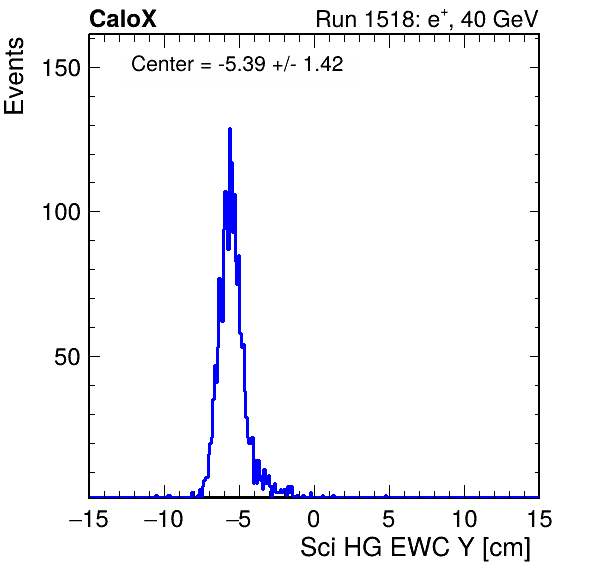 CaloX
Run 1518: e+, 40 GeV
Events
Center = -5.39 +/- 1.42
150
100
50
−15 −10 −5 0 5 10 15
Sci HG EWC Y [cm]